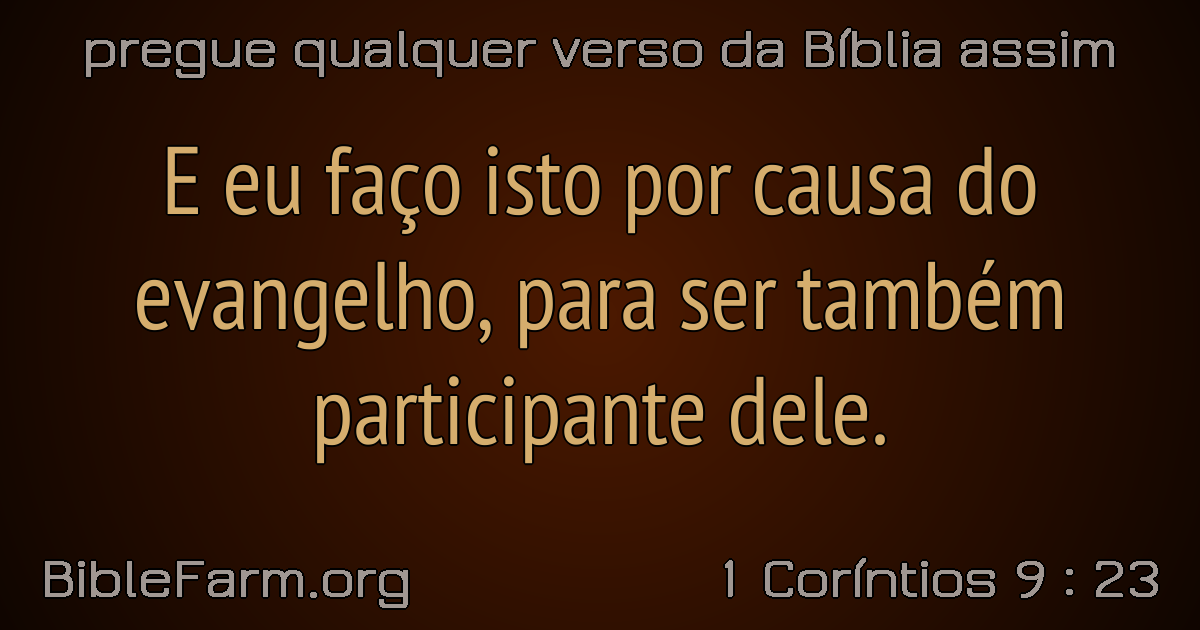 pregue qualquer verso da Bíblia assim
E eu faço isto por causa do
evangelho, para ser também
participante dele.
BibleFarm.org
1 Coríntios 9 : 23